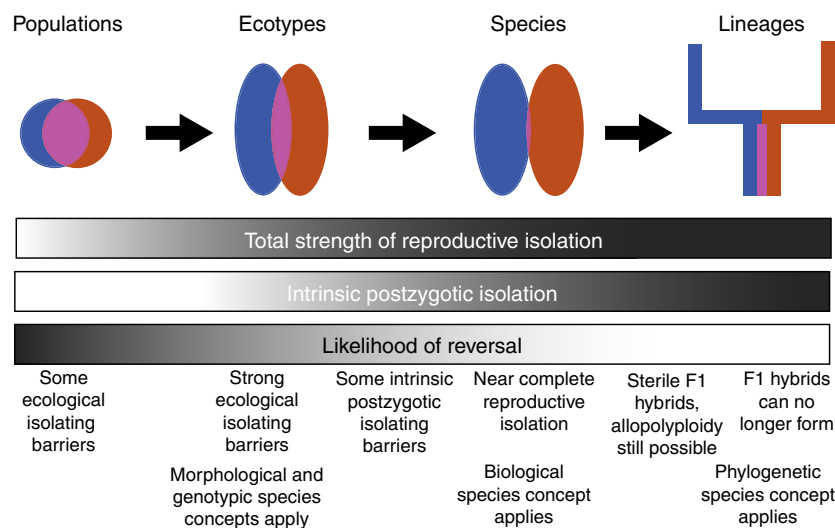 Populations
Ecotypes
Species
Lineages
Total strength of reproductive isolation
Intrinsic postzygotic isolation
Likelihood of reversal
Some
ecological
isolating
barriers
Strong
ecological
isolating
barriers
Some intrinsic
postzygotic
isolating
barriers
Near complete
reproductive
isolation
Sterile F1
hybrids,
allopolyploidy
still possible
F1 hybrids
can no
longer form
Morphological and
genotypic species
concepts apply
Biological
species concept
applies
Phylogenetic
species concept
applies